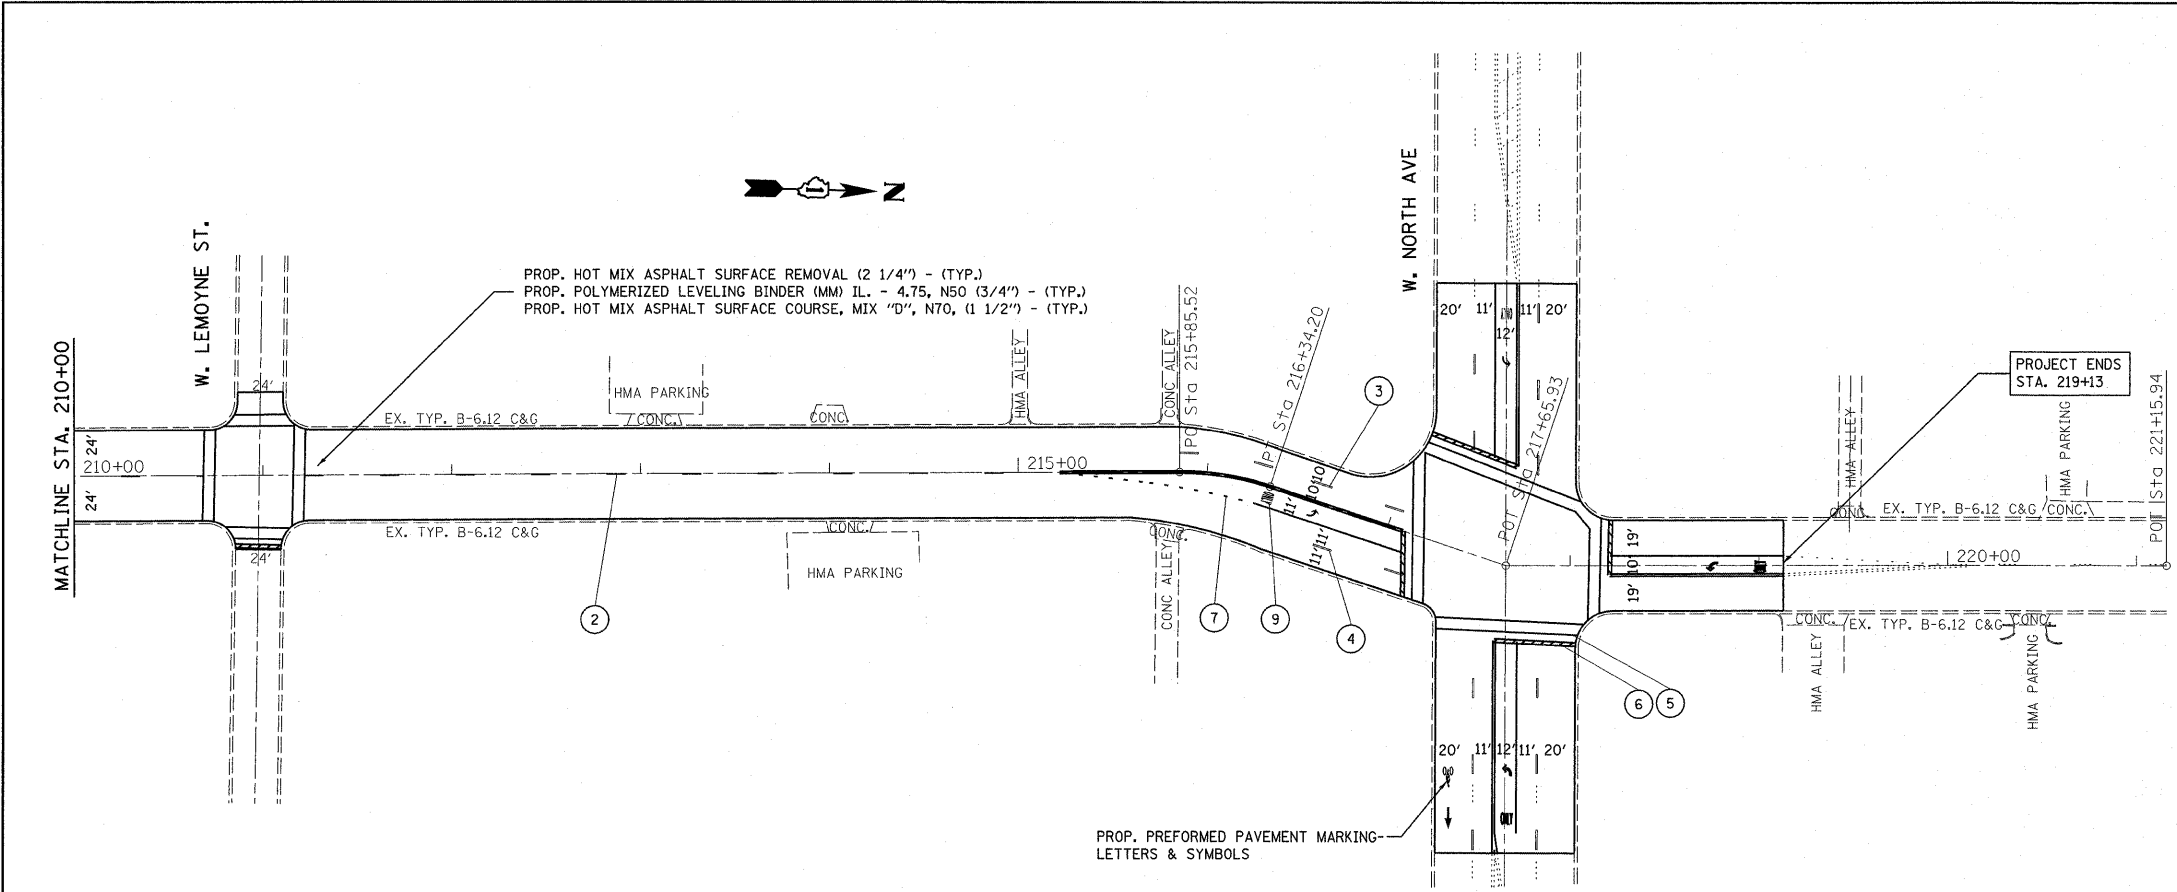 N
MATCHLINE STA. 210+00
W. LEMOYNE ST.
PROP. HOT MIX ASPHALT SURFACE REMOVAL (2 1/4") - (TYP.)
PROP. POLYMERIZED LEVELING BINDER (MM) IL. - 4.75, N50 (3/4") - (TYP.)
PROP. HOT MIX ASPHALT SURFACE COURSE, MIX "D", N70, (1 1/2") - (TYP.)
24'
24'
210+00
24'
24'
EX. TYP. B-6.12 C&G
HMA PARKING
CONC.
CONC.
HMA ALLEY
CONC ALLEY
PC Sta 215+85.52
PT Sta 216+34.20
215+00
EX. TYP. B-6.12 C&G
CONC.
HMA PARKING
CONC.
CONC ALLEY
2
3
10'
10'
11'
11'
11'
7
9
4
W. NORTH AVE
20'
11'
12'
11'
20'
ONLY
POT Sta 217+65.93
19'
10'
19'
PROJECT ENDS
STA. 219+13
HMA ALLEY
HMA PARKING
CONC.
EX. TYP. B-6.12 C&G
CONC.
POT Sta 221+15.94
220+00
CONC.
EX. TYP. B-6.12 C&G
CONC.
HMA ALLEY
HMA PARKING
6
5
20'
11'
12'
11'
20'
ONLY
PROP. PREFORMED PAVEMENT MARKING-
LETTERS & SYMBOLS